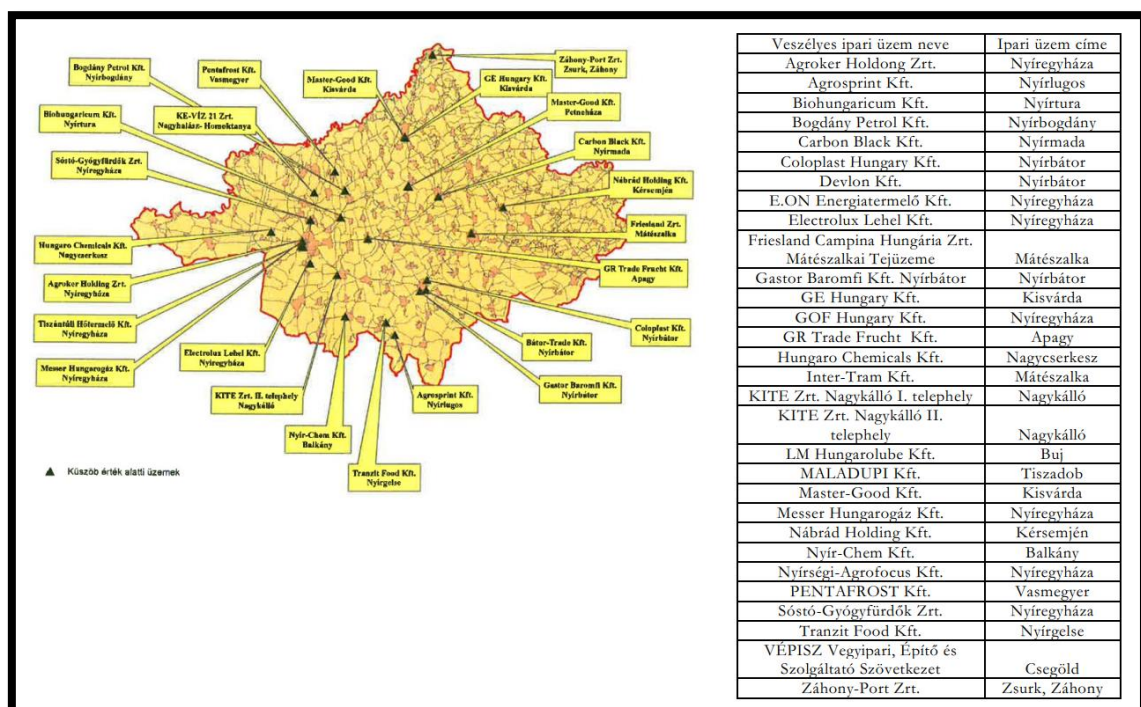 Bogdány Petrol Kft.
Nyírbogdány
Pentafrost Kft.
Vasmegyer
Záhony-Port Zrt.
Zsurk, Záhony
Master-Good Kft.
Kisvárda
GE Hungary Kft.
Kisvárda
Biohungaricum Kft.
Nyírtura
KE-VÍZ 21 Zrt.
Nagyhalász- Homoktanya
Master-Good Kft.
Petneháza
Carbon Black Kft.
Nyírmada
Sóstó-Gyógyfürdők Zrt.
Nyíregyháza
Nábrád Holding Kft.
Kérsemjén
Friesland Zrt.
Mátészalka
Hungaro Chemicals Kft.
Nagycserkesz
GR Trade Frucht Kft.
Apagy
Agroker Holding Zrt.
Nyíregyháza
Tiszántúli Hőtermelő Kft.
Nyíregyháza
Coloplast Kft.
Nyírbátor
Messer Hungarogáz Kft.
Nyíregyháza
Electrolux Lehel Kft.
Nyíregyháza
Bátor-Trade Kft.
Nyírbátor
KITE Zrt. II. telephely
Nagykálló
Agrosprint Kft.
Nyírlugos
Gastor Baromfi Kft.
Nyírbátor
Nyír-Chem Kft.
Balkány
Tranzit Food Kft.
Nyírgelse
Küszöb érték alatti üzemek
Veszélyes ipari üzem neve Ipari üzem címe
Agroker Holdong Zrt. Nyíregyháza
Agrosprint Kft. Nyírlugos
Biohungaricum Kft. Nyírtura
Bogdány Petrol Kft. Nyírbogdány
Carbon Black Kft. Nyírmada
Coloplast Hungary Kft. Nyírbátor
Devlon Kft. Nyírbátor
E.ON Energiatermelő Kft. Nyíregyháza
Electrolux Lehel Kft. Nyíregyháza
Friesland Campina Hungária Zrt.
Mátészalkai Tejüzeme Mátészalka
Gastor Baromfi Kft. Nyírbátor Nyírbátor
GE Hungary Kft. Kisvárda
GOF Hungary Kft. Nyíregyháza
GR Trade Frucht Kft. Apagy
Hungaro Chemicals Kft. Nagycserkesz
Inter-Tram Kft. Mátészalka
KITE Zrt. Nagykálló I. telephely Nagykálló
KITE Zrt. Nagykálló II.
telephely Nagykálló
LM Hungarolube Kft. Buj
MALADUPI Kft. Tiszadob
Master-Good Kft. Kisvárda
Messer Hungarogáz Kft. Nyíregyháza
Nábrád Holding Kft. Kérsemjén
Nyír-Chem Kft. Balkány
Nyírségi-Agrofocus Kft. Nyíregyháza
PENTAFROST Kft. Vasmegyer
Sóstó-Gyógyfürdők Zrt. Nyíregyháza
Tranzit Food Kft. Nyírgelse
VÉPISZ Vegyipari, Építő és
Szolgáltató Szövetkezet Csegöld
Záhony-Port Zrt. Zsurk, Záhony